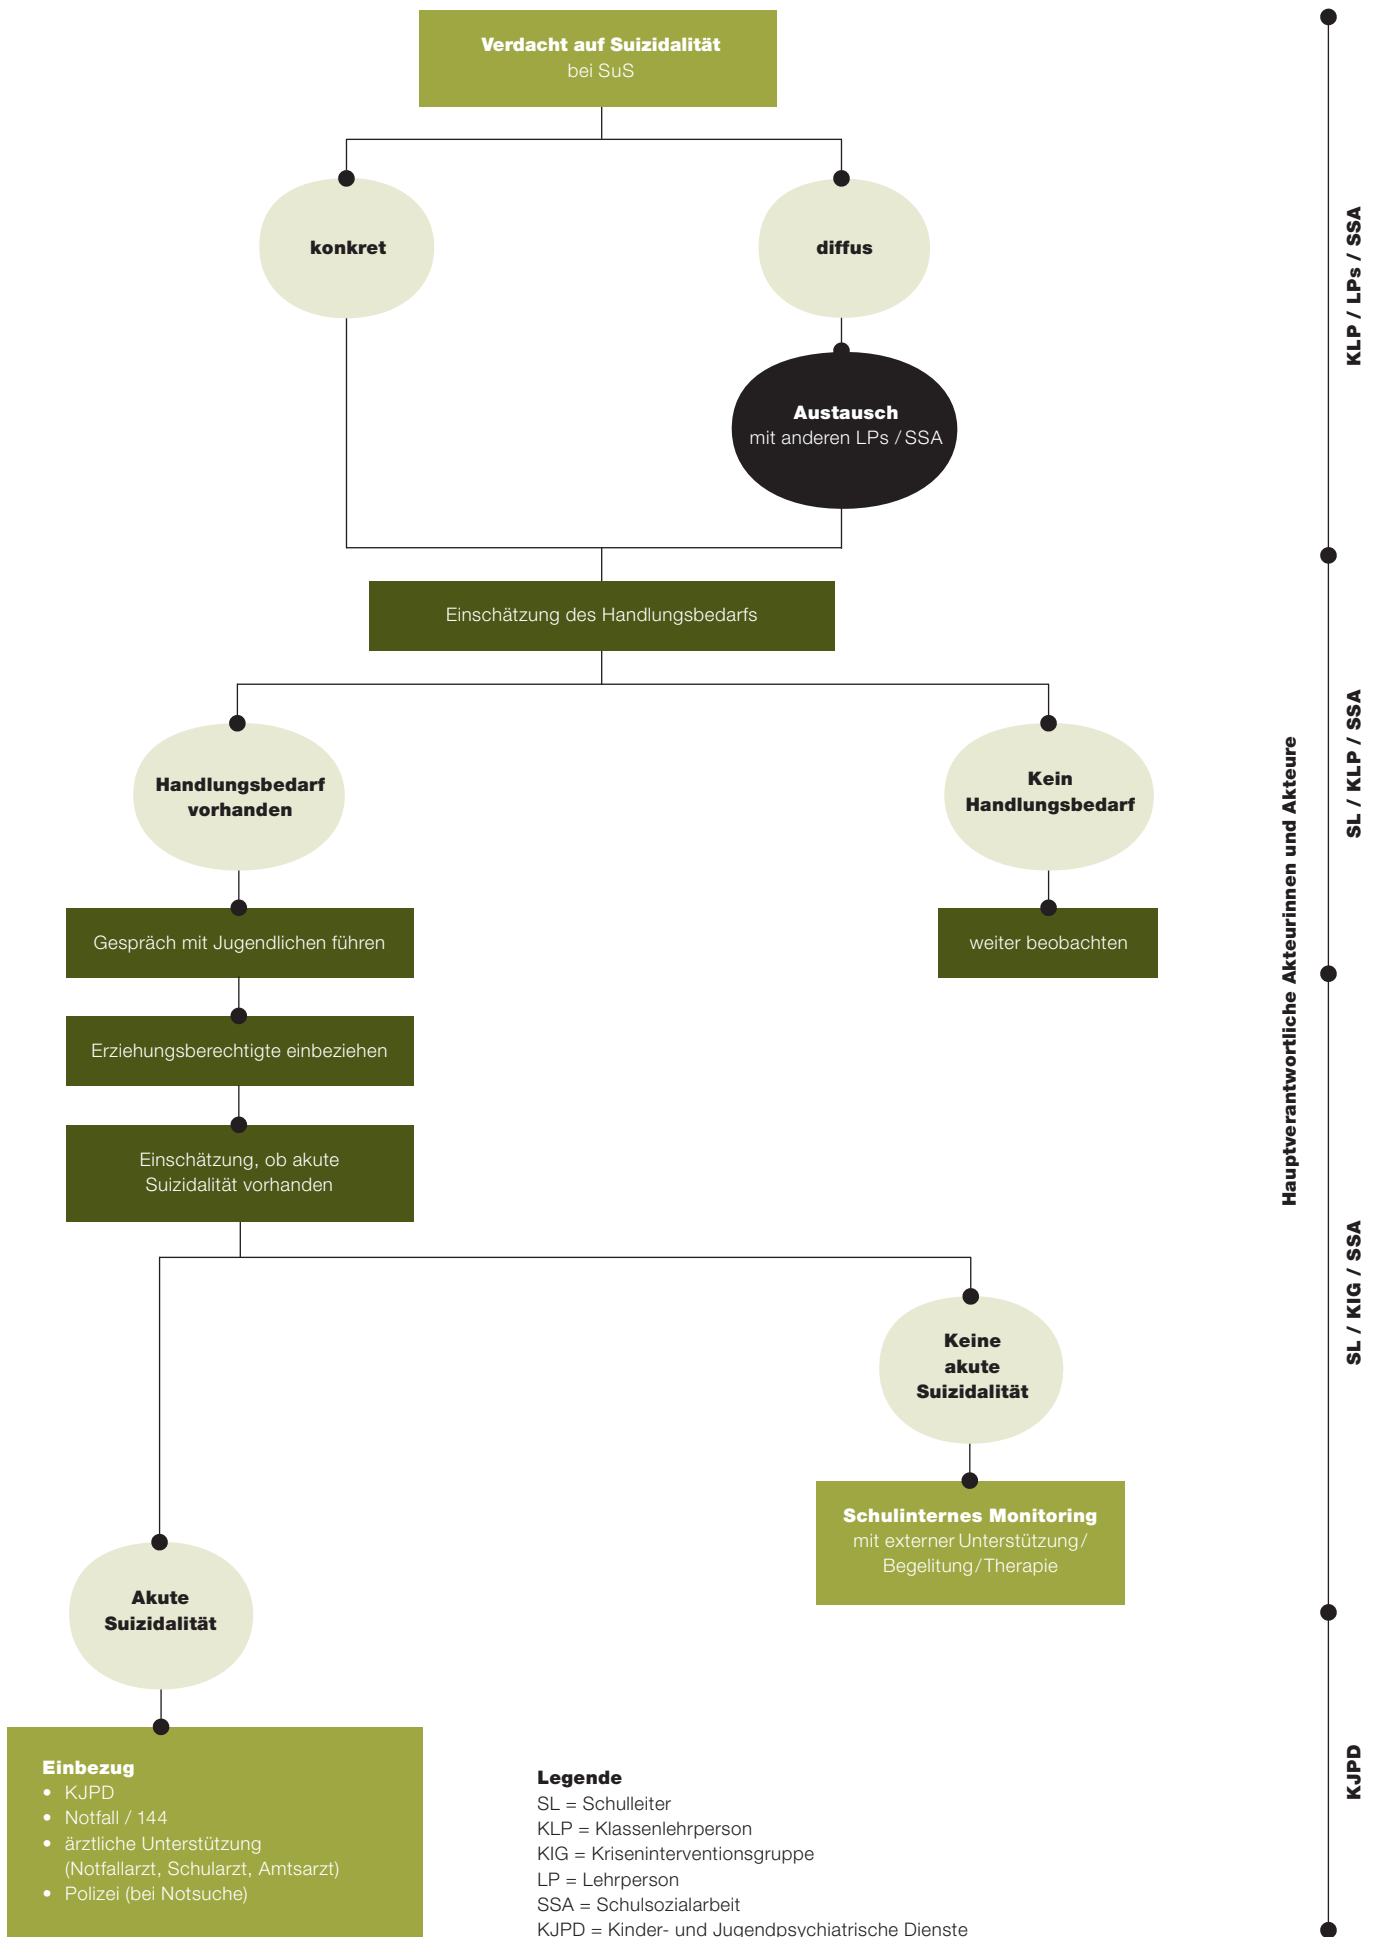 Verdacht auf Suizidalität
bei SuS
konkret
diffus
Austausch
mit anderen LPs / SSA
Einschätzung des Handlungsbedarfs
Handlungsbedarf
vorhanden
Kein
Handlungsbedarf
Gespräch mit Jugendlichen führen
weiter beobachten
Erziehungsberechtigte einbeziehen
Einschätzung, ob akute
Suizidalität vorhanden
Keine
akute
Suizidalität
Schulinternes Monitoring
mit externer Unterstützung /
Begelitung / Therapie
Akute
Suizidalität
Einbezug
• KJPD
• Notfall / 144
• ärztliche Unterstützung
(Notfallarzt, Schularzt, Amtsarzt)
• Polizei (bei Notsuche)
Legende
SL = Schulleiter
KLP = Klassenlehrperson
KIG = Kriseninterventionsgruppe
LP = Lehrperson
SSA = Schulsozialarbeit
KJPD = Kinder- und Jugendpsychiatrische Dienste
Hauptverantwortliche Akteurinnen und Akteure
KLP / LPs / SSA
SL / KLP / SSA
SL / KIG / SSA
KJPD